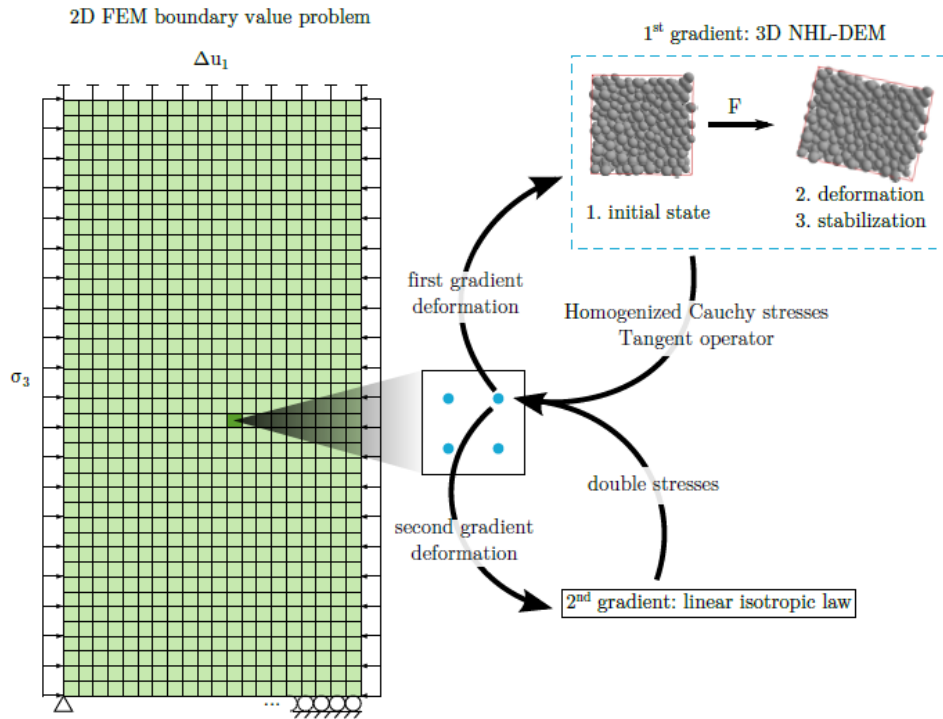 2D FEM boundary value problem
Δu₁
σ₃
1ˢᵗ gradient: 3D NHL-DEM
F
1. initial state
2. deformation
3. stabilization
first gradient
deformation
Homogenized Cauchy stresses
Tangent operator
double stresses
second gradient
deformation
2ⁿᵈ gradient: linear isotropic law
...